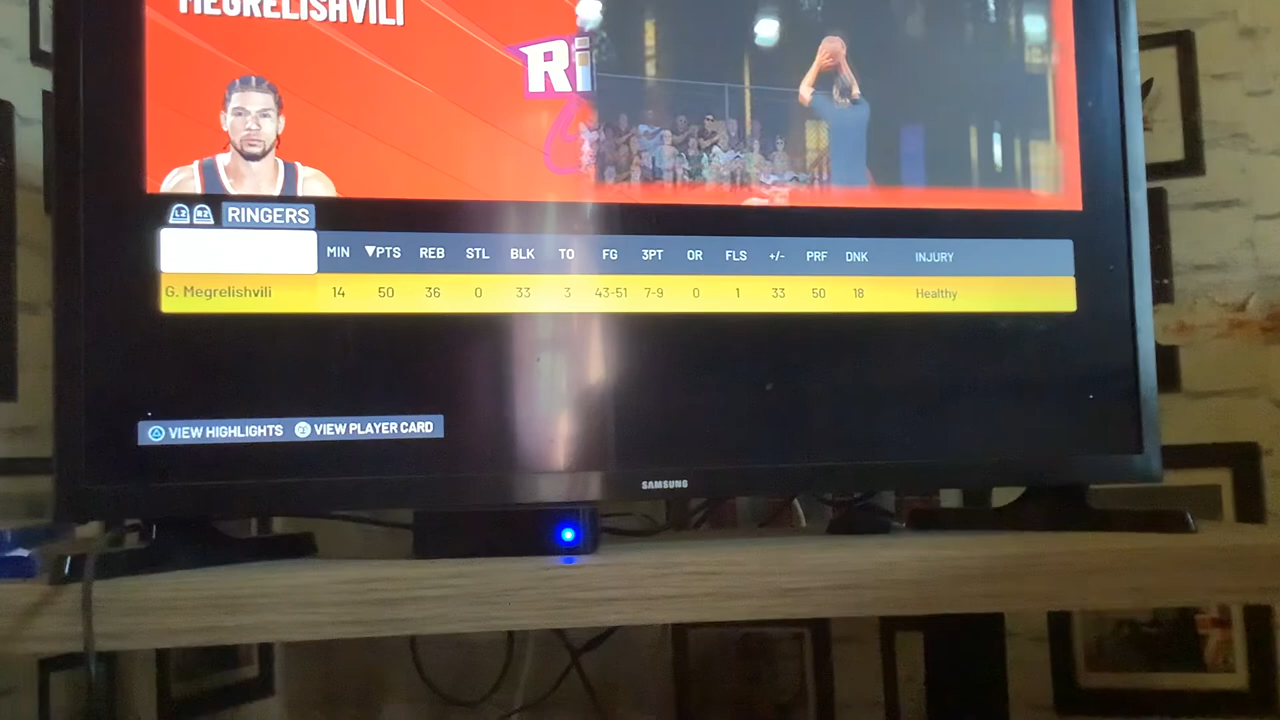 MEGRELISHVILI
Ri
L2 R2 RINGERS
MIN ▼PTS REB STL BLK TO FG 3PT OR FLS +/- PRF DNK INJURY
G. Megrelishvili 14 50 36 0 33 3 43-51 7-9 0 1 33 50 18 Healthy
VIEW HIGHLIGHTS VIEW PLAYER CARD
SAMSUNG